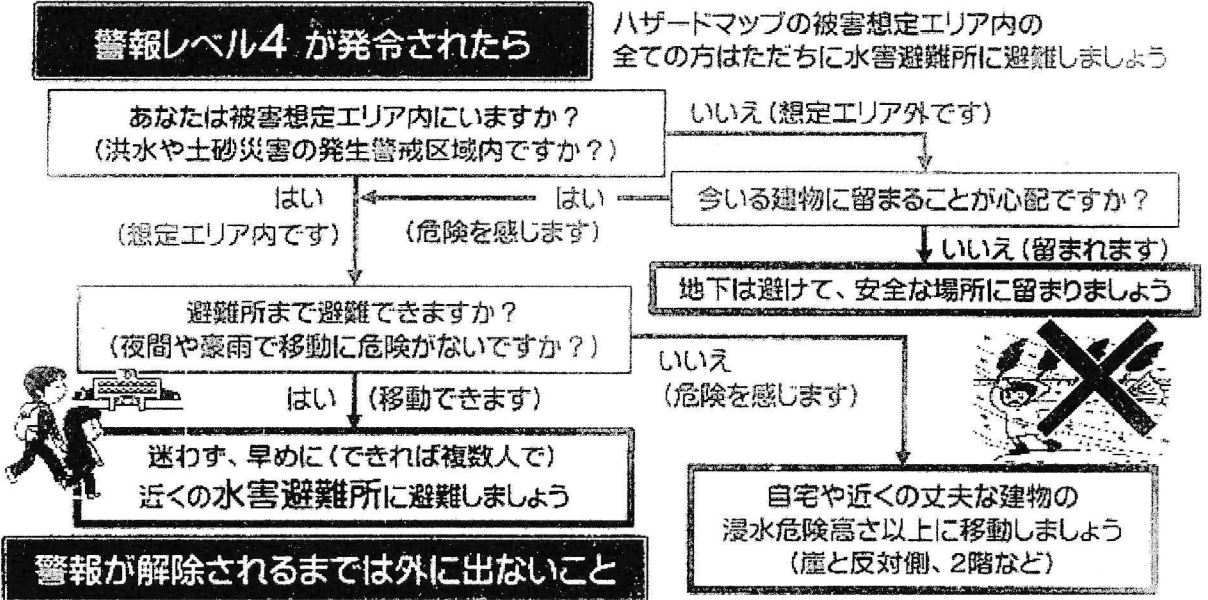 警報レベル4 が発令されたら
ハザードマップの被害想定エリア内の
全ての方はただちに水害避難所に避難しましょう
あなたは被害想定エリア内にいますか？
(洪水や土砂災害の発生警戒区域内ですか？)
いいえ(想定エリア外です)
はい
(想定エリア内です)
はい
(危険を感じます)
今いる建物に留まることが心配ですか？
いいえ(留まれます)
地下は避けて、安全な場所に留まりましょう
避難所まで避難できますか？
(夜間や豪雨で移動に危険がないですか？)
いいえ
(危険を感じます)
はい (移動できます)
迷わず、早めに(できれば複数人で)
近くの水害避難所に避難しましょう
自宅や近くの丈夫な建物の
浸水危険高さ以上に移動しましょう
(崖と反対側、2階など)
警報が解除されるまでは外に出ないこと